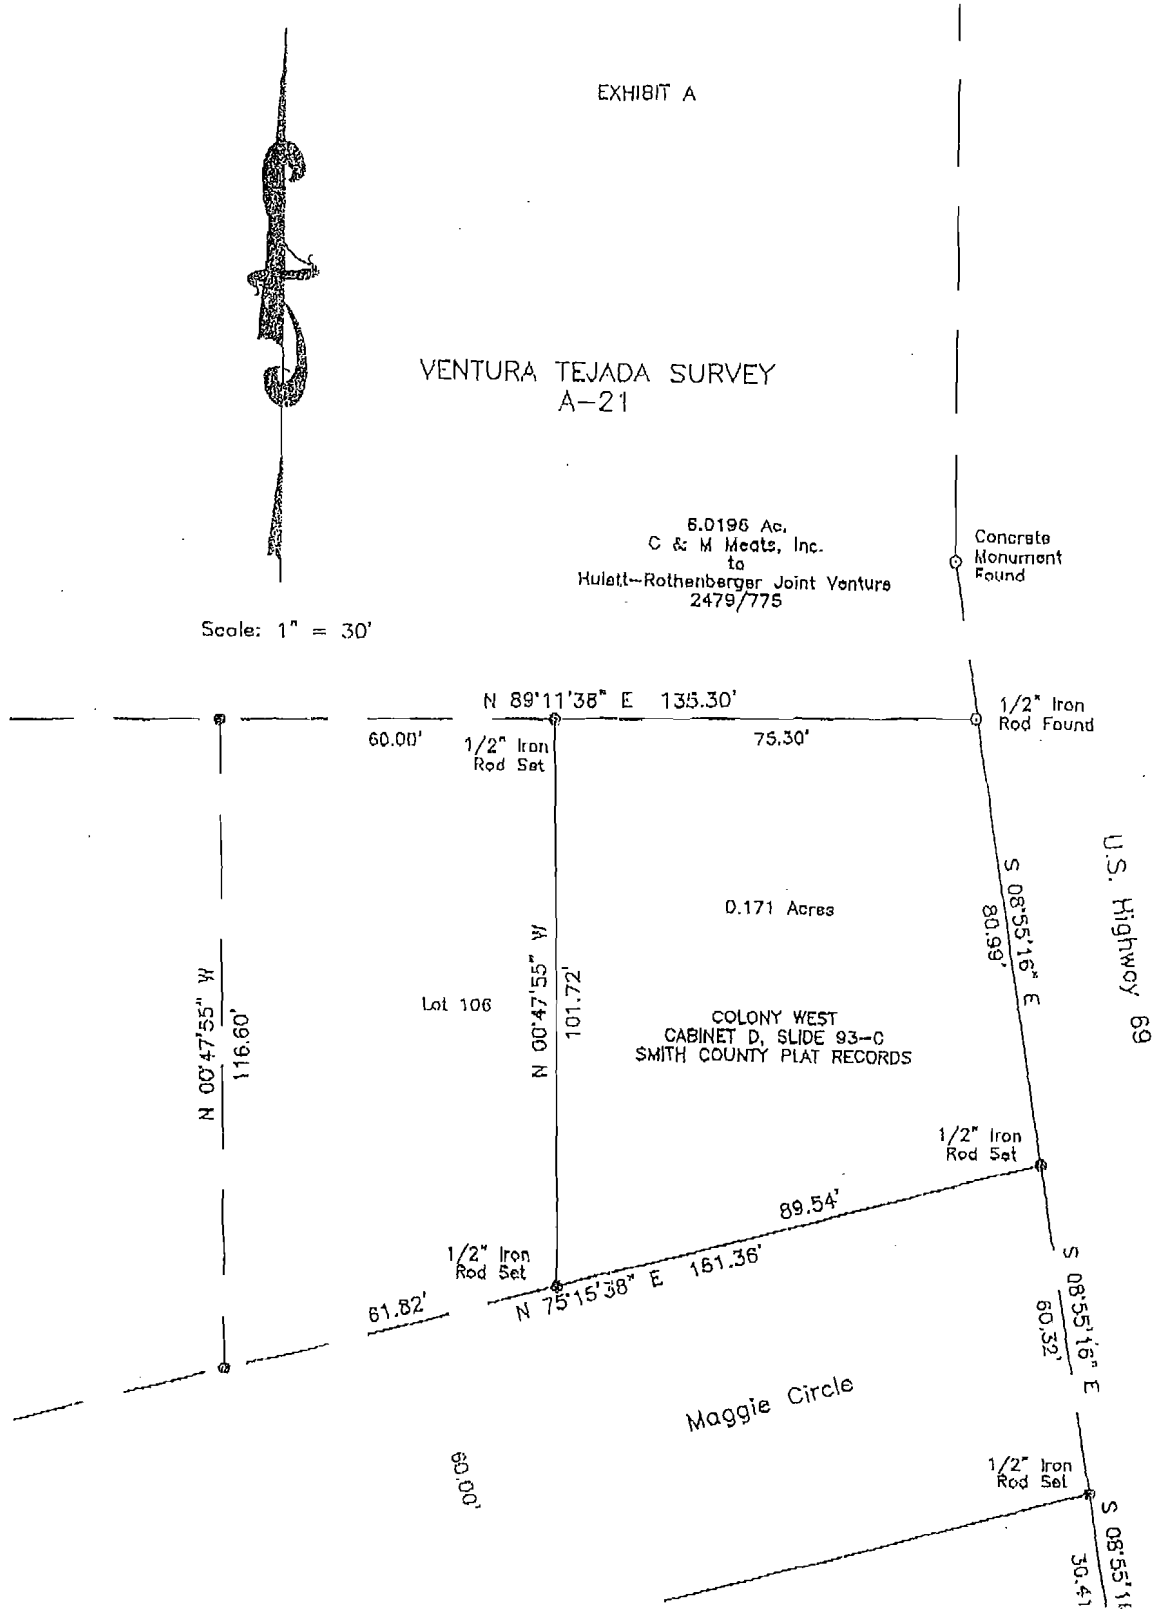 EXHIBIT A
VENTURA TEJADA SURVEY
A-21
6.0196 Ac.
C & M Meats, Inc.
to
Hulett-Rothenberger Joint Venture
2479/775
Concrete
Monument
Found
Scale: 1" = 30'
N 89°11'38" E 135.30'
1/2" Iron
Rod Found
60.00'
1/2" Iron
Rod Set
75.30'
U.S. Highway 69
S 08°55'16" E
80.99'
0.171 Acres
N 00°47'55" W
116.60'
Lot 106
N 00°47'55" W
101.72'
COLONY WEST
CABINET D, SLIDE 93-C
SMITH COUNTY PLAT RECORDS
1/2" Iron
Rod Set
89.54'
1/2" Iron
Rod Set
N 75°15'38" E 151.36'
61.82'
S 08°55'16" E
60.32'
Maggie Circle
60.00'
1/2" Iron
Rod Set
S 08°55'1
30.41